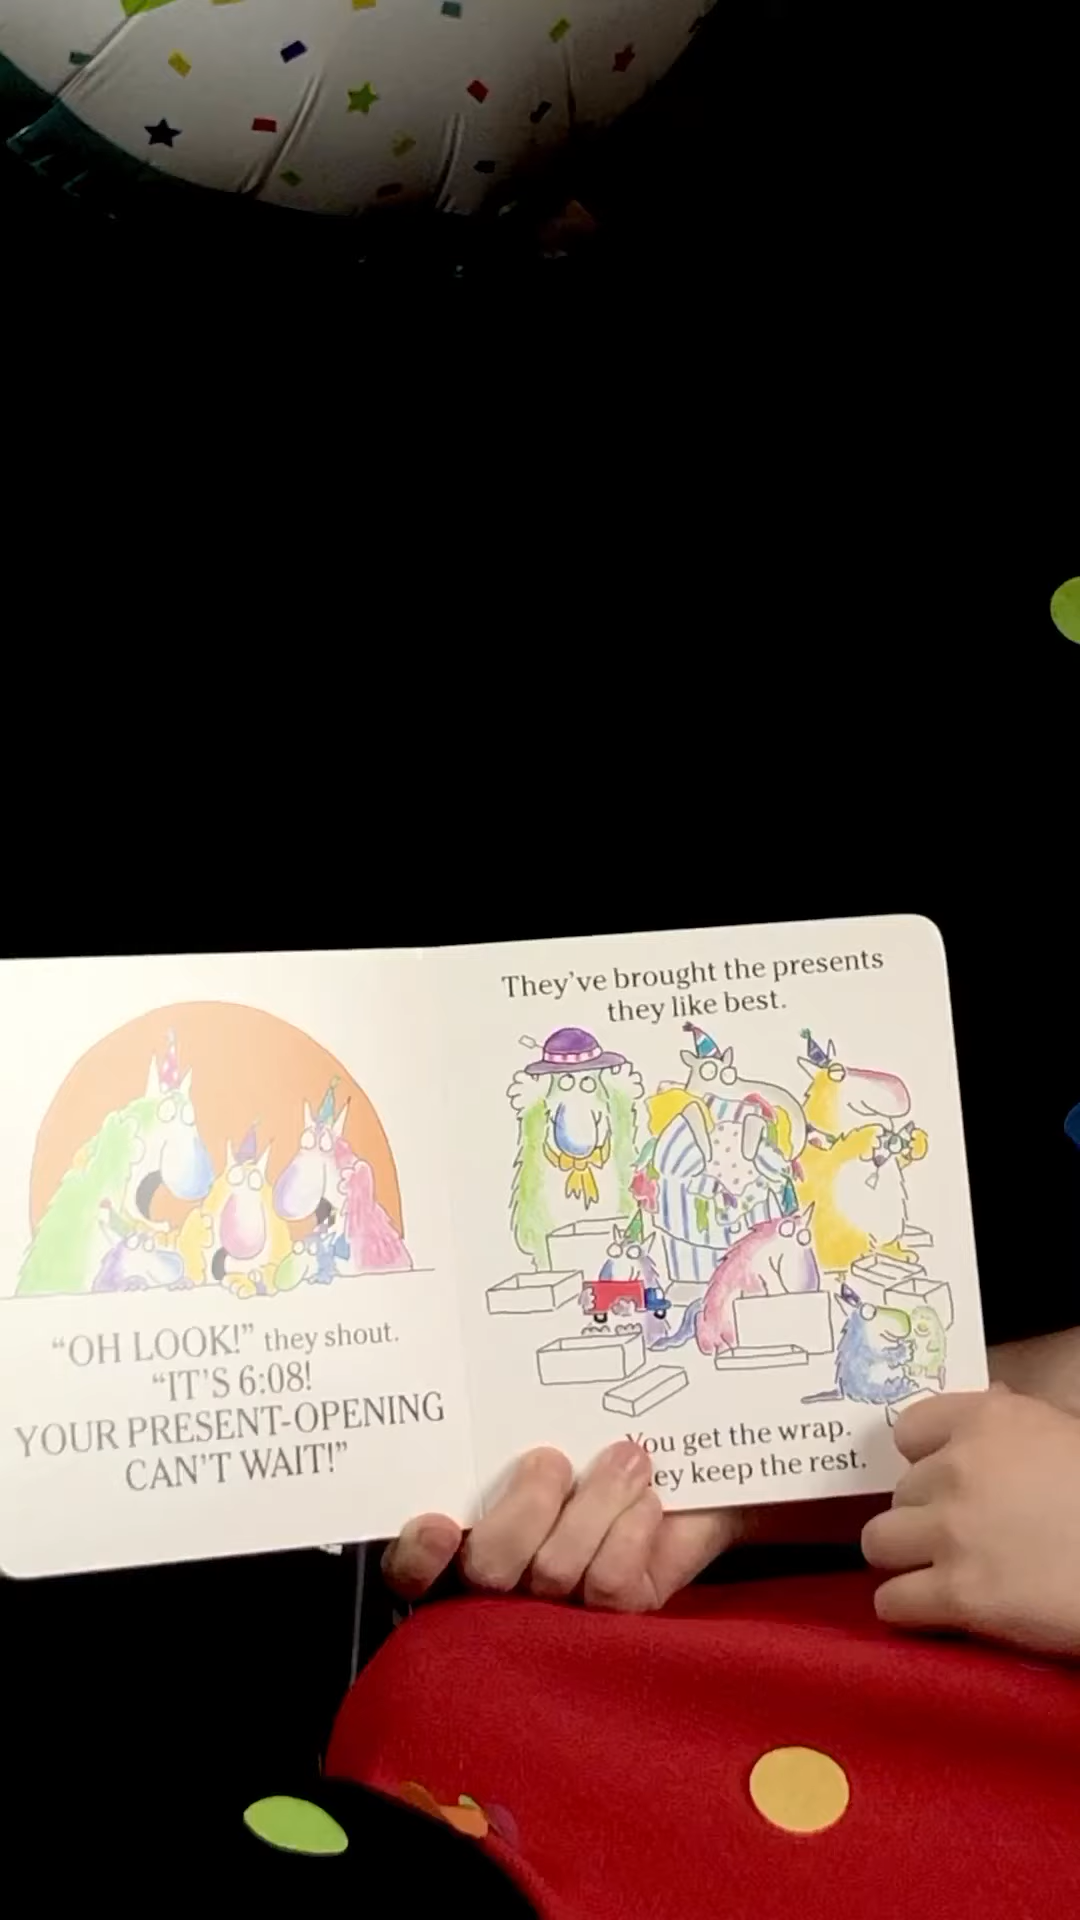 “OH LOOK!” they shout.
“IT’S 6:08!
YOUR PRESENT-OPENING
CAN’T WAIT!”
They’ve brought the presents
they like best.
You get the wrap.
ey keep the rest.